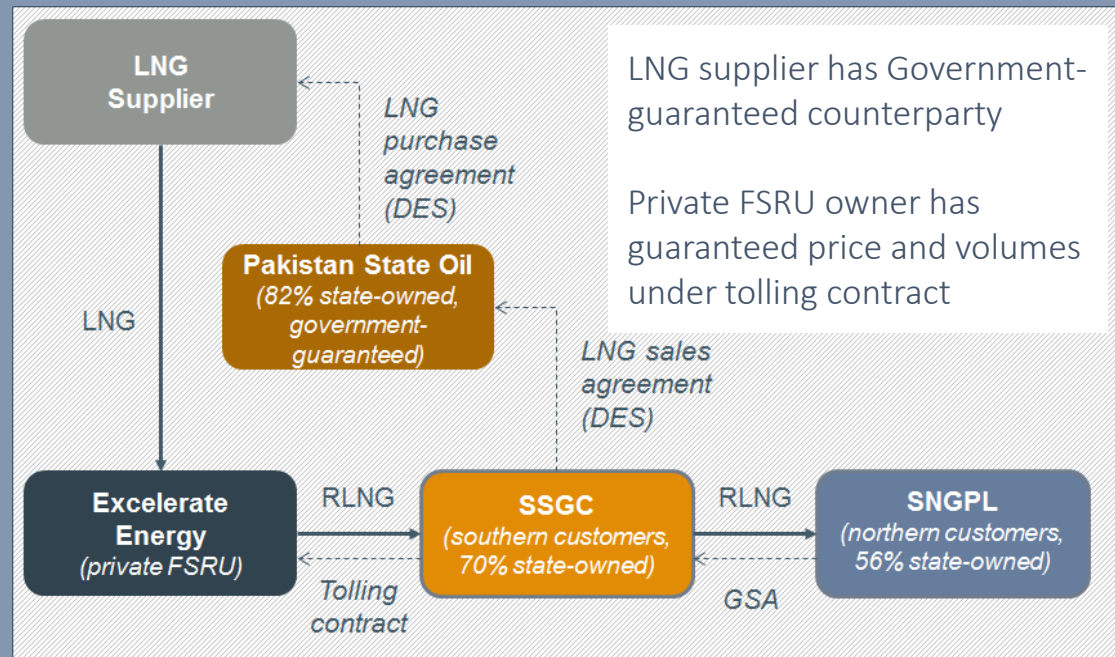 LNG
Supplier
LNG supplier has Government-
guaranteed counterparty
Private FSRU owner has
guaranteed price and volumes
under tolling contract
LNG
purchase
agreement
(DES)
Pakistan State Oil
(82% state-owned,
government-
guaranteed)
LNG
LNG sales
agreement
(DES)
Excelerate
Energy
(private FSRU)
RLNG
SSGC
(southern customers,
70% state-owned)
RLNG
SNGPL
(northern customers,
56% state-owned)
Tolling
contract
GSA